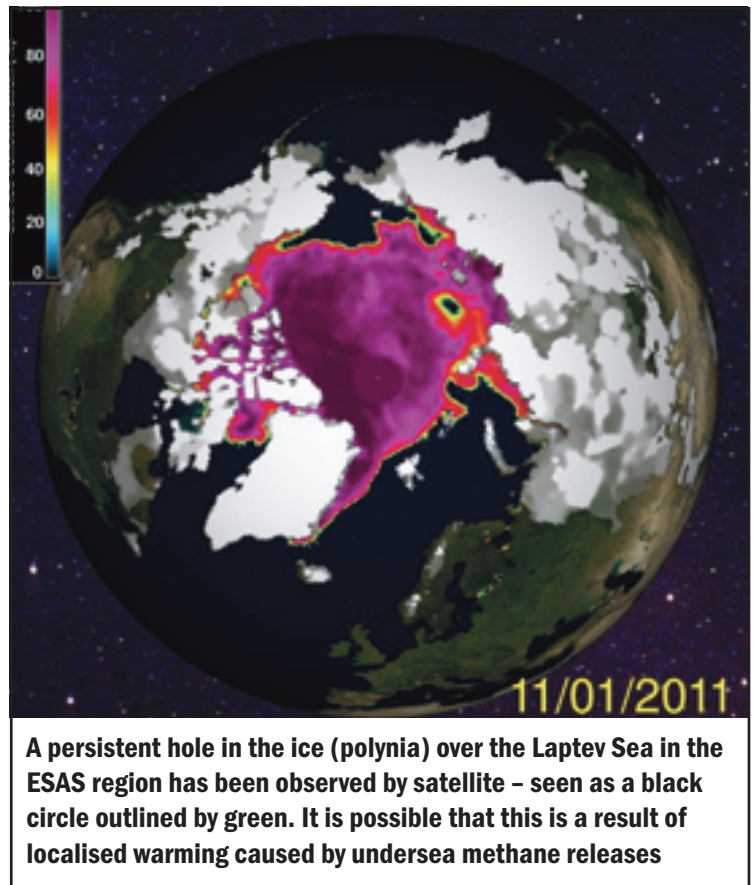 80
60
40
20
0
11/01/2011
A persistent hole in the ice (polynia) over the Laptev Sea in the
ESAS region has been observed by satellite – seen as a black
circle outlined by green. It is possible that this is a result of
localised warming caused by undersea methane releases